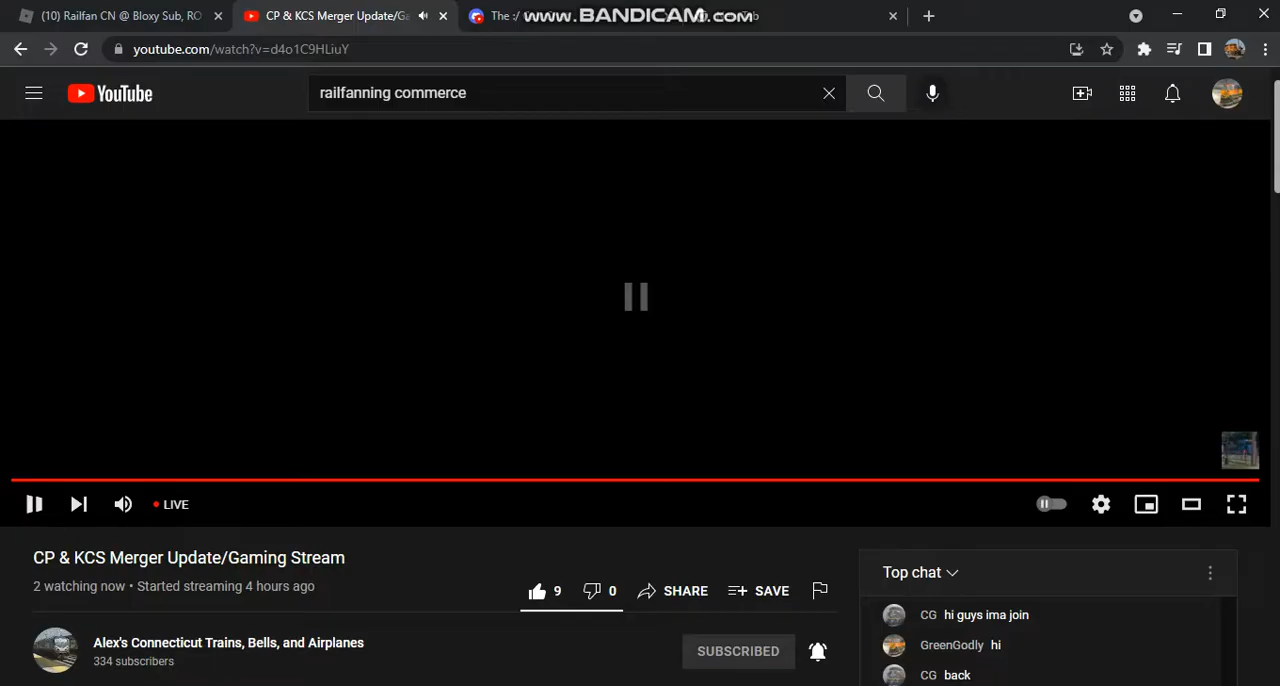 (10) Railfan CN @ Bloxy Sub, RO
CP & KCS Merger Update/Ga
The :/
www.BANDICAM.com
youtube.com/watch?v=d4o1C9HLiuY
YouTube
railfanning commerce
LIVE
CP & KCS Merger Update/Gaming Stream
2 watching now • Started streaming 4 hours ago
9 0 SHARE SAVE
Alex's Connecticut Trains, Bells, and Airplanes
334 subscribers
SUBSCRIBED
Top chat
CG hi guys ima join
GreenGodly hi
CG back